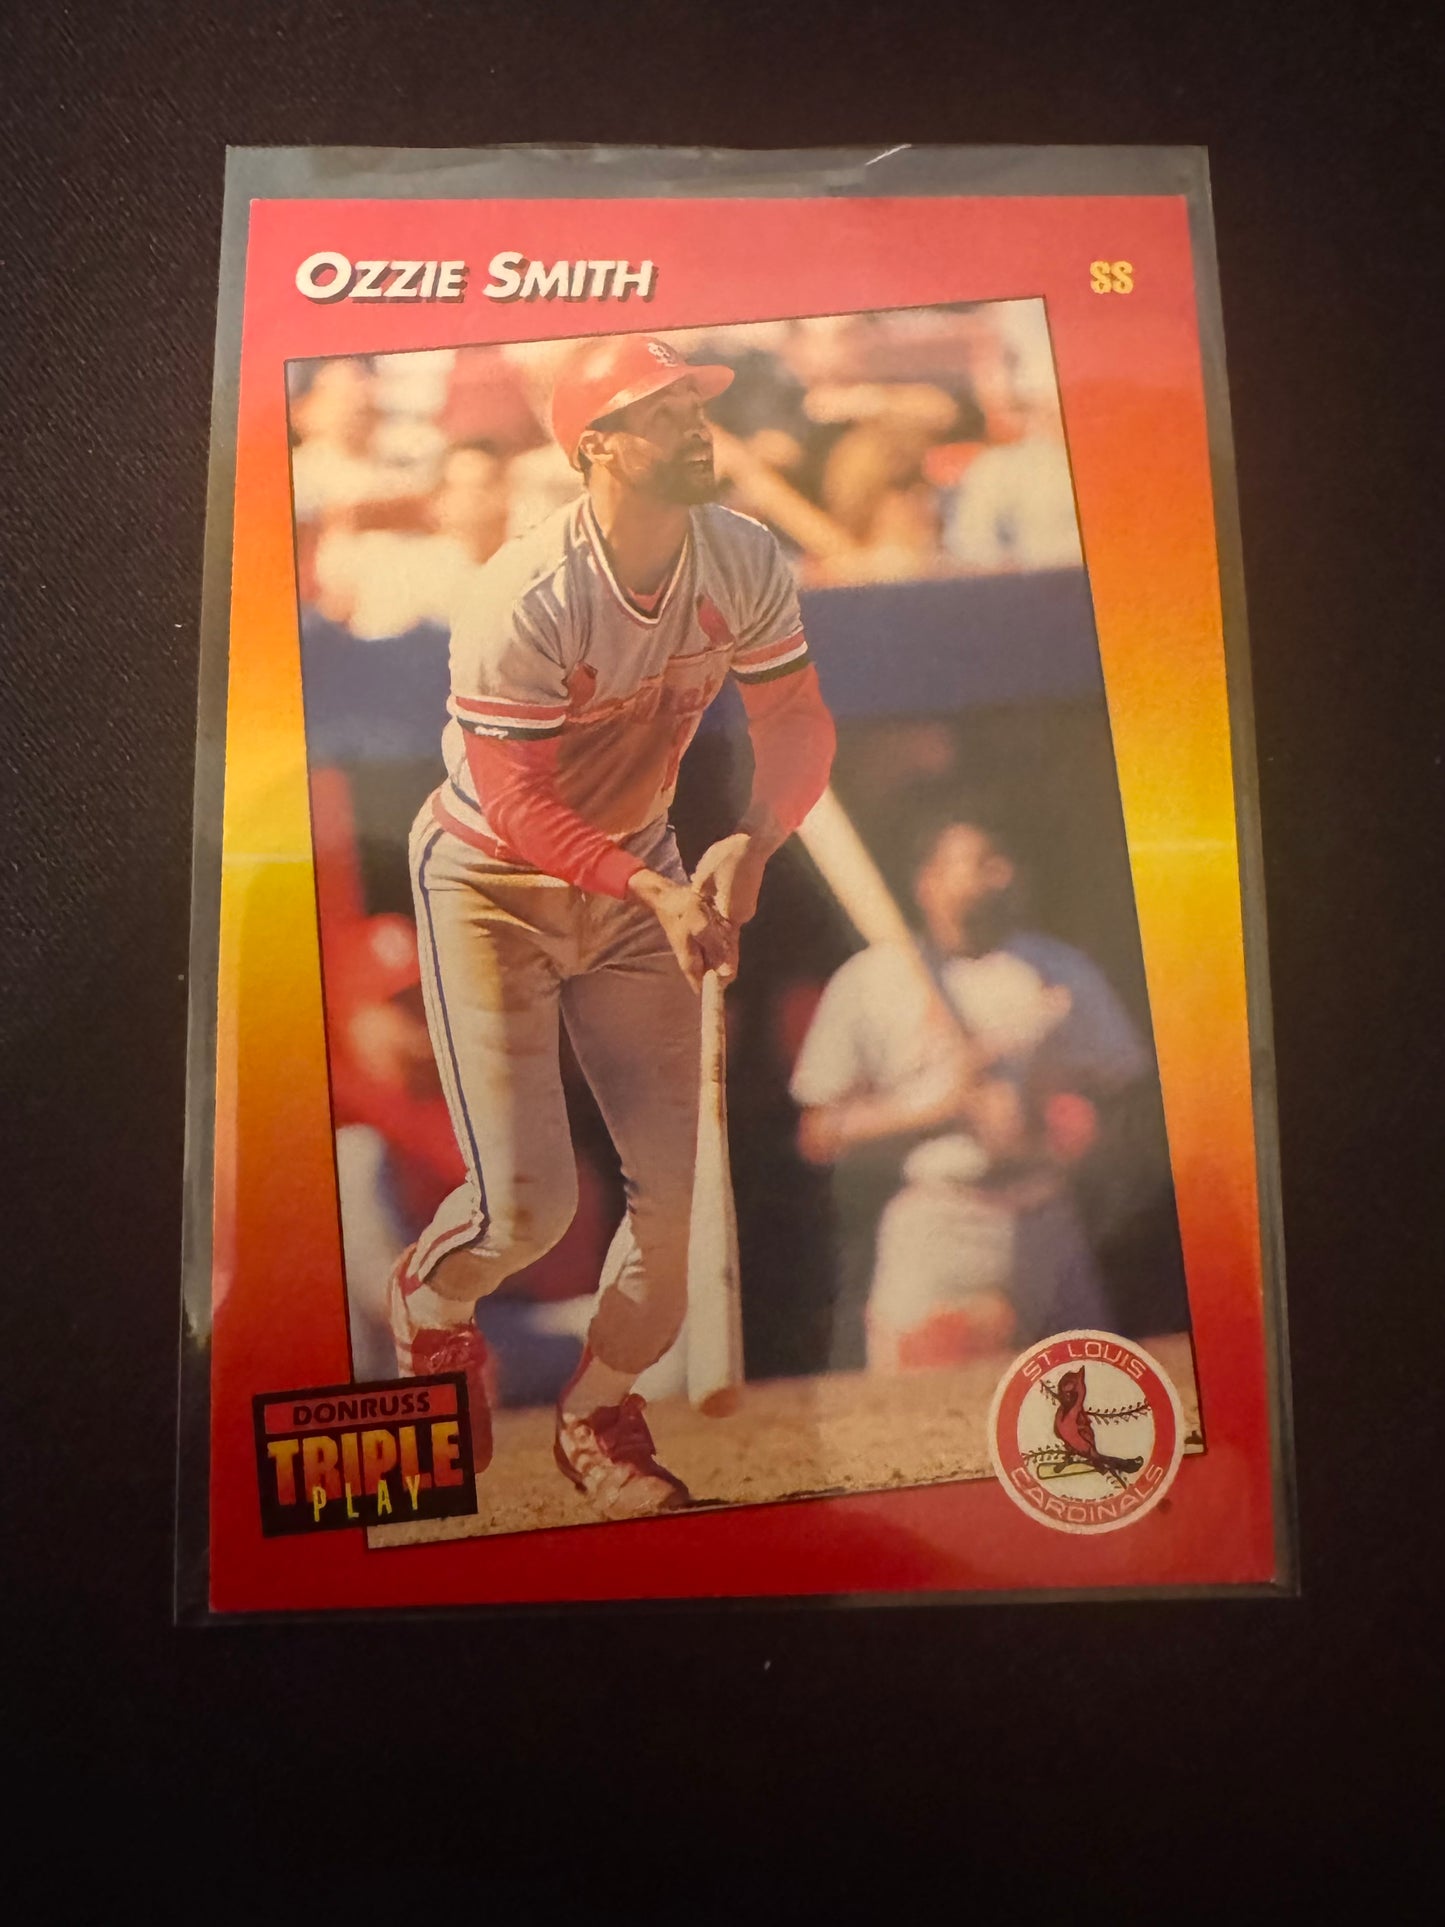 OZZIE SMITH
SS
DONRUSS
TRIPLE
PLAY
ST. LOUIS
CARDINALS